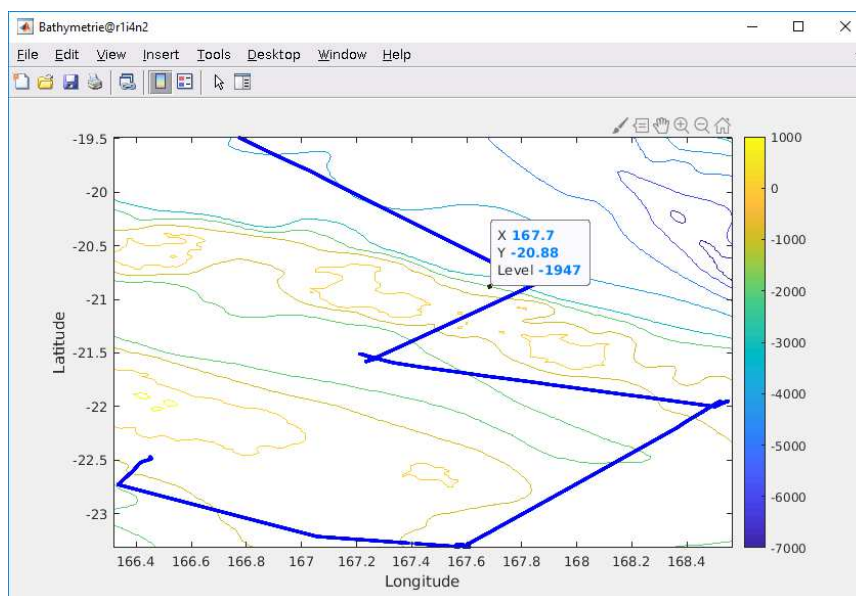 Bathymetrie@r1i4n2
File Edit View Insert Tools Desktop Window Help
-19.5
-20
-20.5
-21
-21.5
-22
-22.5
-23
Latitude
X 167.7
Y -20.88
Level -1947
166.4 166.6 166.8 167 167.2 167.4 167.6 167.8 168 168.2 168.4
Longitude
1000
0
-1000
-2000
-3000
-4000
-5000
-6000
-7000